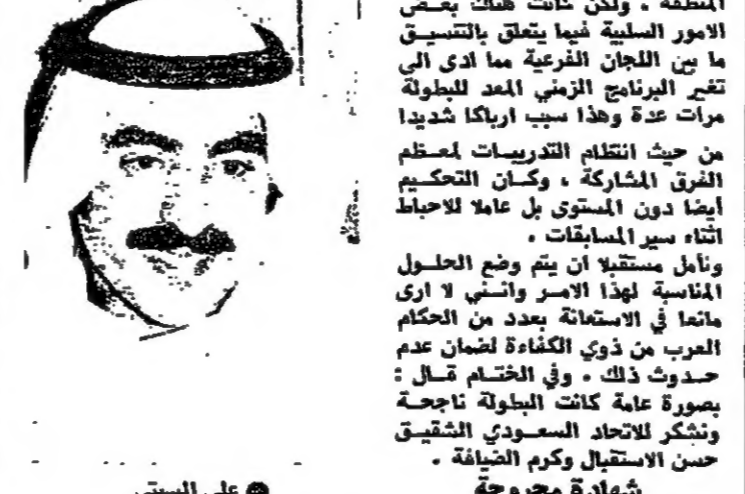 المنطقة ، ولكن كانت هناك بعض
الامور السلبية فيما يتعلق بالتنسيق
ما بين اللجان الفرعية مما ادى الى
تغير البرنامج الزمني المعد للبطولة
مرات عدة وهذا سبب ارباكا شديدا
من حيث انتظام التدريبات لمعظم
الفرق المشاركة ، وكان التحكيم
أيضا دون المستوى بل عاملا للاحباط
اثناء سير المسابقات .
ونأمل مستقبلا ان يتم وضع الحلول
المناسبة لهذا الامر وانني لا ارى
مانعا في الاستعانة بعدد من الحكام
العرب من ذوي الكفاءة لضمان عدم
حدوث ذلك . وفي الختام قال :
بصورة عامة كانت البطولة ناجحة
ونشكر للاتحاد السعودي الشقيق
حسن الاستقبال وكرم الضيافة .
شهادة مجروحة
علي